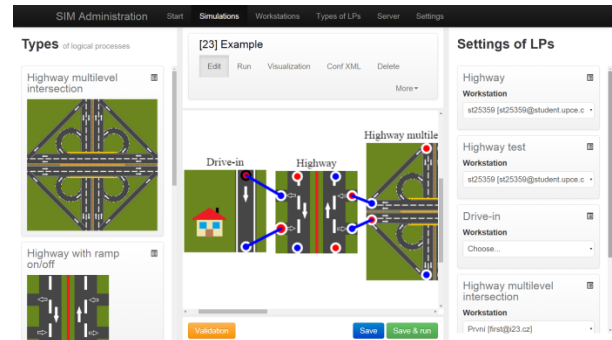 SIM Administration Start Simulations Workstations Types of LPs Server Settings
Types of logical processes
Highway multilevel
intersection
Highway with ramp
on/off
[23] Example
Edit Run Visualization Conf XML Delete
More
Drive-in
Highway
Highway multile
Validation
Save
Save & run
Settings of LPs
Highway
Workstation
st25359 [st25359@student.upce.c
Highway test
Workstation
st25359 [st25359@student.upce.c
Drive-in
Workstation
Choose...
Highway multilevel
intersection
Workstation
První [first@i23.cz]